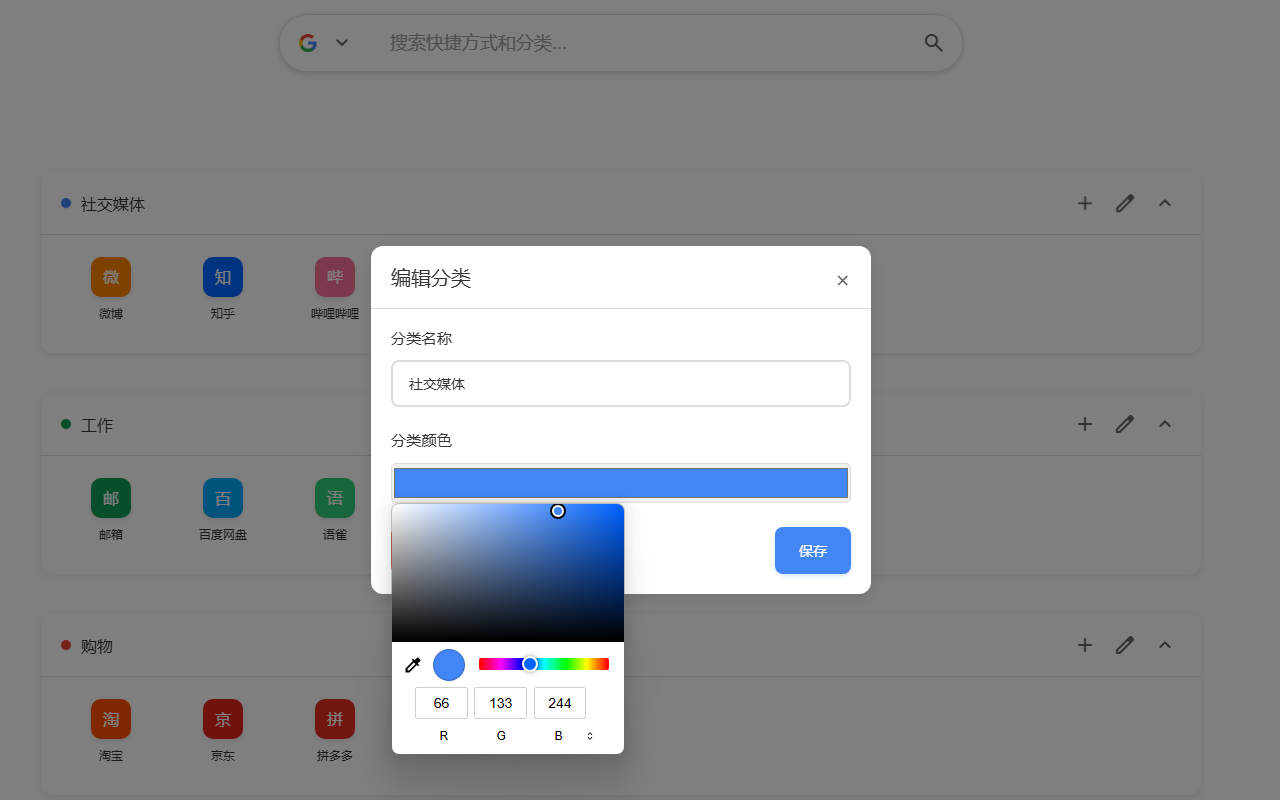 搜索快捷方式和分类...
社交媒体
微
知
哔
微博
知乎
哔哩哔哩
编辑分类
×
分类名称
社交媒体
分类颜色
保存
66
133
244
R
G
B
工作
邮
百
语
邮箱
百度网盘
语雀
购物
淘
京
拼
淘宝
京东
拼多多